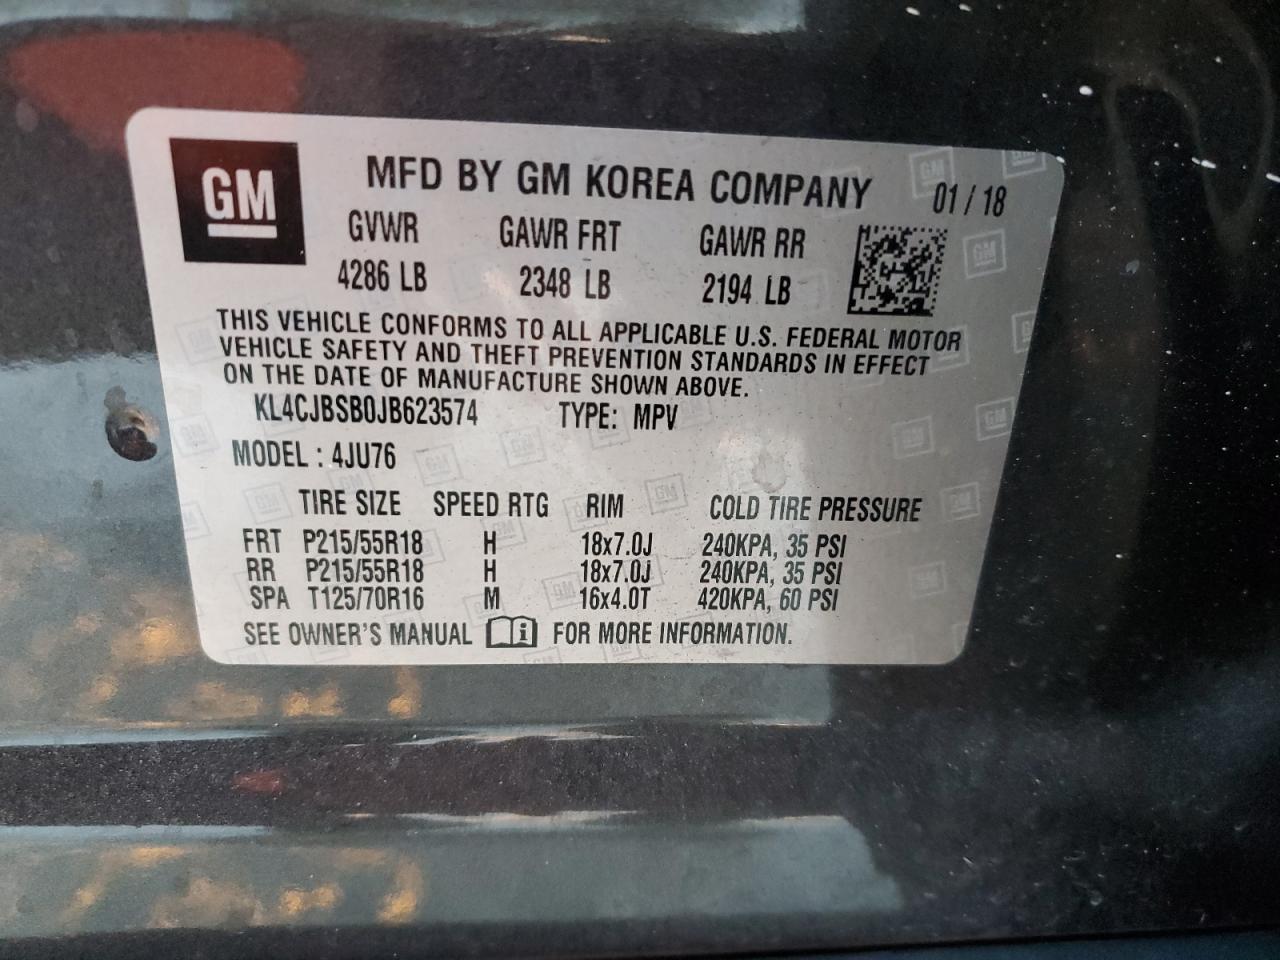 GM
MFD BY GM KOREA COMPANY 01/18
GVWR GAWR FRT GAWR RR
4286 LB 2348 LB 2194 LB
THIS VEHICLE CONFORMS TO ALL APPLICABLE U.S. FEDERAL MOTOR
VEHICLE SAFETY AND THEFT PREVENTION STANDARDS IN EFFECT
ON THE DATE OF MANUFACTURE SHOWN ABOVE.
KL4CJBSB0JB623574 TYPE: MPV
MODEL : 4JU76
TIRE SIZE SPEED RTG RIM COLD TIRE PRESSURE
FRT P215/55R18 H 18x7.0J 240KPA, 35 PSI
RR P215/55R18 H 18x7.0J 240KPA, 35 PSI
SPA T125/70R16 M 16x4.0T 420KPA, 60 PSI
SEE OWNER'S MANUAL FOR MORE INFORMATION.